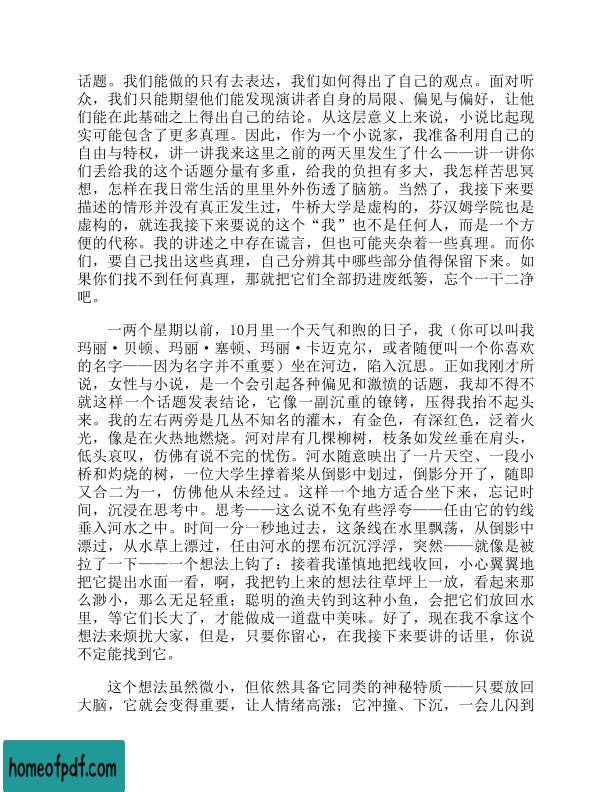 话题。我们能做的只有去表达，我们如何得出了自己的观点。面对听
众，我们只能期望他们能发现演讲者自身的局限、偏见与偏好，让他
们能在此基础之上得出自己的结论。从这层意义上来说，小说比起现
实可能包含了更多真理。因此，作为一个小说家，我准备利用自己的
自由与特权，讲一讲我来这里之前的两天里发生了什么——讲一讲你
们丢给我的这个话题分量有多重，给我的负担有多大，我怎样苦思冥
想，怎样在我日常生活的里里外外伤透了脑筋。当然了，我接下来要
描述的情形并没有真正发生过，牛桥大学是虚构的，芬汉姆学院也是
虚构的，就连我接下来要说的这个“我”也不是任何人，而是一个方
便的代称。我的讲述之中存在谎言，但也可能夹杂着一些真理。而你
们，要自己找出这些真理，自己分辨其中哪些部分值得保留下来。如
果你们找不到任何真理，那就把它们全部扔进废纸篓，忘个一干二净
吧。
一两个星期以前，10月里一个天气和煦的日子，我（你可以叫我
玛丽·贝顿、玛丽·塞顿、玛丽·卡迈克尔，或者随便叫一个你喜欢
的名字——因为名字并不重要）坐在河边，陷入沉思。正如我刚才所
说，女性与小说，是一个会引起各种偏见和激愤的话题，我却不得不
就这样一个话题发表结论，它像一副沉重的镣铐，压得我抬不起头
来。我的左右两旁是几丛不知名的灌木，有金色，有深红色，泛着火
光，像是在火热地燃烧。河对岸有几棵柳树，枝条如发丝垂在肩头，
低头哀叹，仿佛有说不完的忧伤。河水随意映出了一片天空、一段小
桥和灼烧的树，一位大学生撑着桨从倒影中划过，倒影分开了，随即
又合二为一，仿佛他从未经过。这样一个地方适合坐下来，忘记时
间，沉浸在思考中。思考——这么说不免有些浮夸——任由它的钓线
垂入河水之中。时间一分一秒地过去，这条线在水里飘荡，从倒影中
漂过，从水草上漂过，任由河水的摆布沉沉浮浮，突然——就像是被
拉了一下——一个想法上钩了：接着我谨慎地把线收回，小心翼翼地
把它提出水面一看，啊，我把钓上来的想法往草坪上一放，看起来那
么渺小，那么无足轻重；聪明的渔夫钓到这种小鱼，会把它们放回水
里，等它们长大了，才能做成一道盘中美味。好了，现在我不拿这个
想法来烦扰大家，但是，只要你留心，在我接下来要讲的话里，你说
不定能找到它。
这个想法虽然微小，但依然具备它同类的神秘特质——只要放回
大脑，它就会变得重要，让人情绪高涨；它冲撞、下沉，一会儿闪到
homeofpdf.com